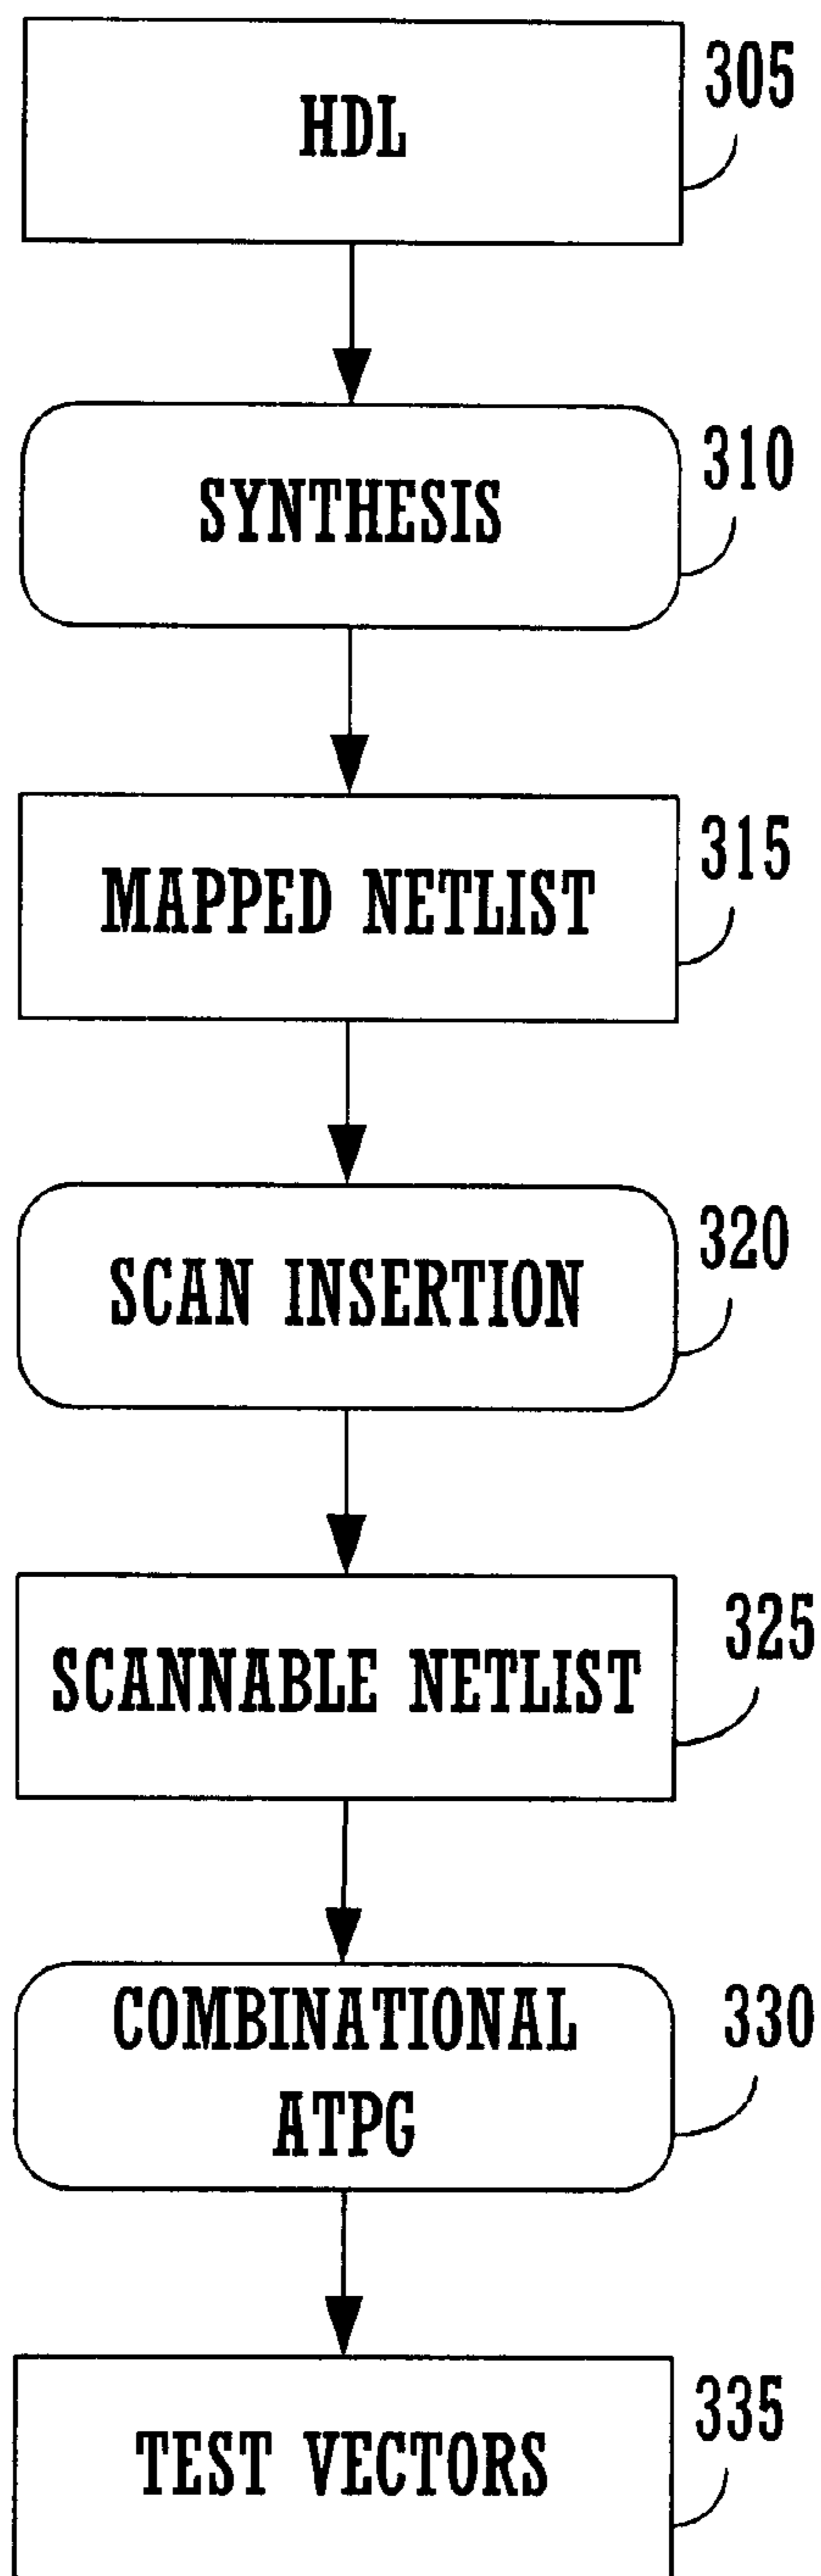 HDL
305
SYNTHESIS
310
MAPPED NETLIST
315
SCAN INSERTION
320
SCANNABLE NETLIST
325
COMBINATIONAL
ATPG
330
TEST VECTORS
335